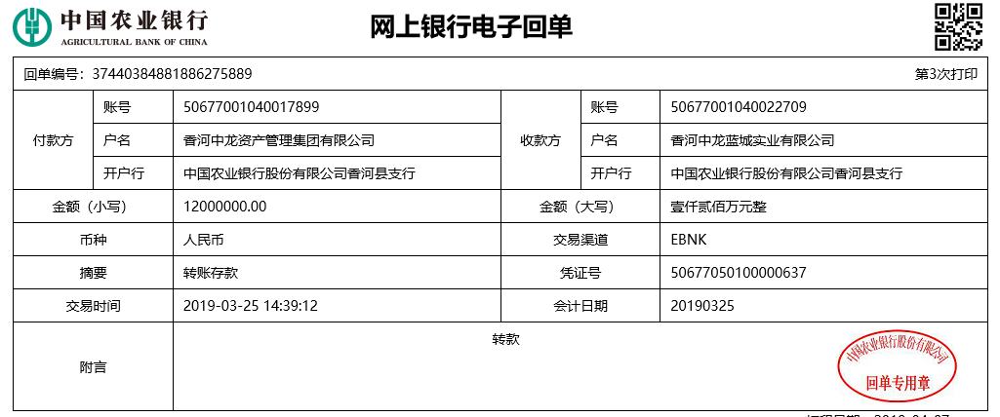 中国农业银行
AGRICULTURAL BANK OF CHINA
网上银行电子回单
回单编号：37440384881886275889
第3次打印
付款方
账号
50677001040017899
户名
香河中龙资产管理集团有限公司
开户行
中国农业银行股份有限公司香河县支行
收款方
账号
50677001040022709
户名
香河中龙蓝城实业有限公司
开户行
中国农业银行股份有限公司香河县支行
金额（小写）
12000000.00
金额（大写）
壹仟贰佰万元整
币种
人民币
交易渠道
EBNK
摘要
转账存款
凭证号
50677050100000637
交易时间
2019-03-25 14:39:12
会计日期
20190325
附言
转款
中国农业银行股份有限公司
回单专用章